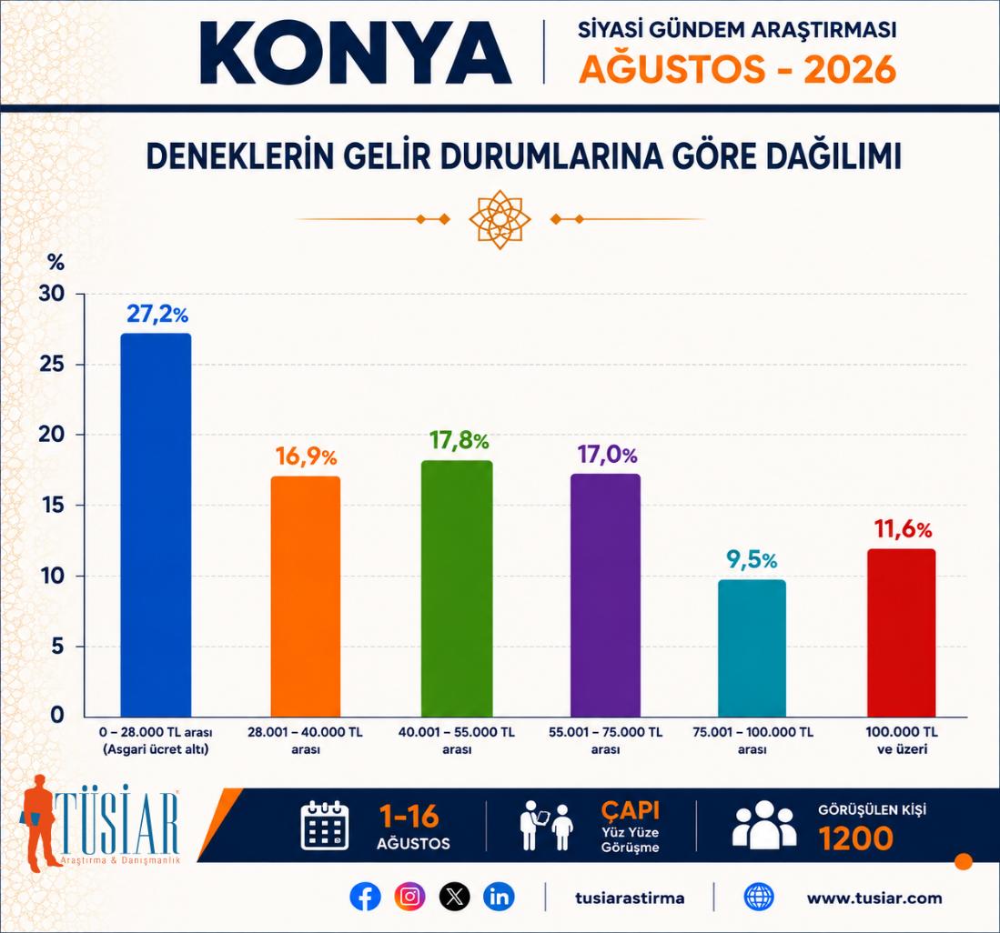 KONYA
SİYASİ GÜNDEM ARAŞTIRMASI
AĞUSTOS - 2026
DENEKLERİN GELİR DURUMLARINA GÖRE DAĞILIMI
%
30
25
20
15
10
5
0
27,2%
16,9%
17,8%
17,0%
9,5%
11,6%
0 – 28.000 TL arası
(Asgari ücret altı)
28.001 – 40.000 TL
arası
40.001 – 55.000 TL
arası
55.001 – 75.000 TL
arası
75.001 – 100.000 TL
arası
100.000 TL
ve üzeri
TÜSİAR
Araştırma & Danışmanlık
1-16
AĞUSTOS
ÇAPI
Yüz Yüze
Görüşme
GÖRÜŞÜLEN KİŞİ
1200
tusiarastirma
www.tusiar.com